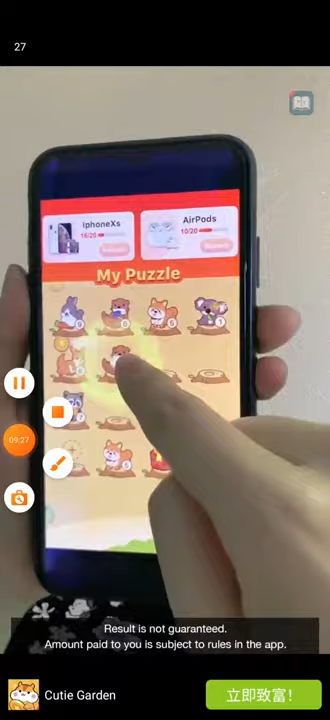 27
iphoneXs
16/20
AirPods
10/20
My Puzzle
09:27
Result is not guaranteed.
Amount paid to you is subject to rules in the app.
Cutie Garden
立即致富！